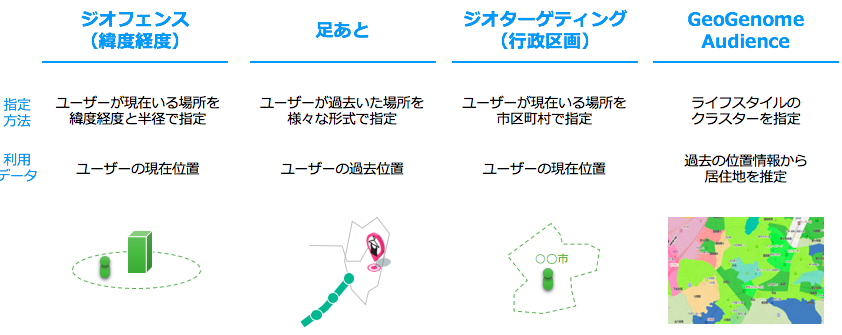 ジオフェンス
（緯度経度）
足あと
ジオターゲティング
（行政区画）
GeoGenome
Audience
指定
方法
ユーザーが現在いる場所を
緯度経度と半径で指定
ユーザーが過去いた場所を
様々な形式で指定
ユーザーが現在いる場所を
市区町村で指定
ライフスタイルの
クラスターを指定
利用
データ
ユーザーの現在位置
ユーザーの過去位置
ユーザーの現在位置
過去の位置情報から
居住地を推定
〇〇市